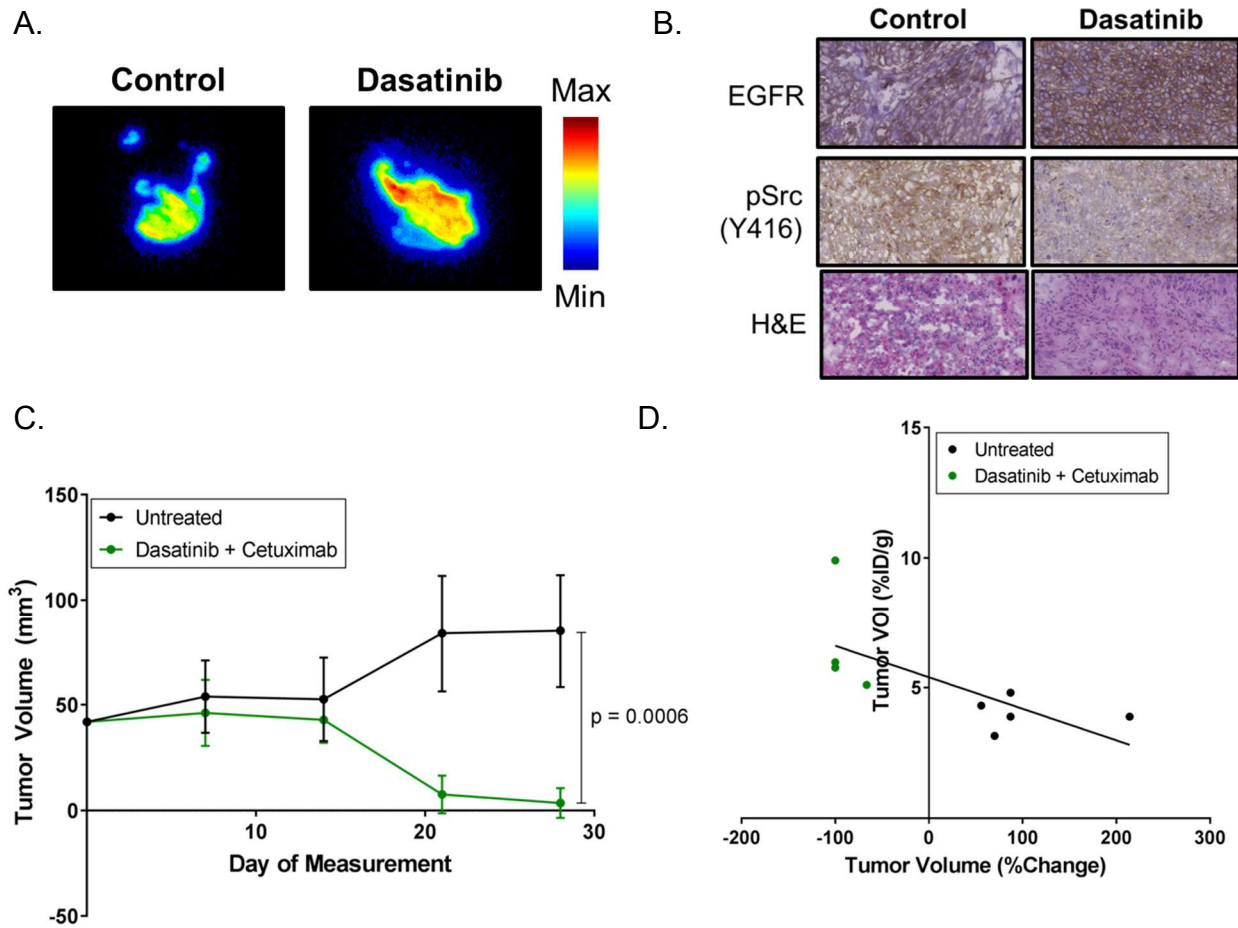 A.
Control
Dasatinib
Max
Min
B.
Control
Dasatinib
EGFR
pSrc
(Y416)
H&E
C.
150
100
50
0
-50
10
20
30
Untreated
Dasatinib + Cetuximab
p = 0.0006
Tumor Volume (mm³)
Day of Measurement
D.
15
10
5
-200
-100
0
100
200
300
Untreated
Dasatinib + Cetuximab
Tumor VOI (%ID/g)
Tumor Volume (%Change)